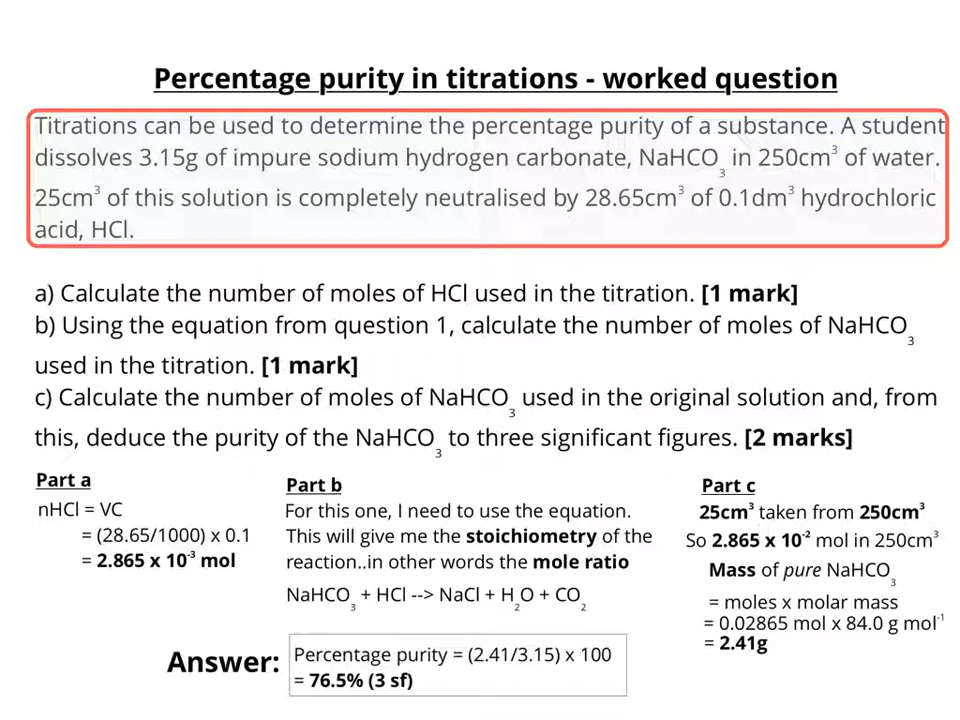 Percentage purity in titrations - worked question
Titrations can be used to determine the percentage purity of a substance. A student
dissolves 3.15g of impure sodium hydrogen carbonate, NaHCO₃ in 250cm³ of water.
25cm³ of this solution is completely neutralised by 28.65cm³ of 0.1dm³ hydrochloric
acid, HCl.
a) Calculate the number of moles of HCl used in the titration. [1 mark]
b) Using the equation from question 1, calculate the number of moles of NaHCO₃
used in the titration. [1 mark]
c) Calculate the number of moles of NaHCO₃ used in the original solution and, from
this, deduce the purity of the NaHCO₃ to three significant figures. [2 marks]
Part a
nHCl = VC
= (28.65/1000) x 0.1
= 2.865 x 10⁻³ mol
Part b
For this one, I need to use the equation.
This will give me the stoichiometry of the
reaction..in other words the mole ratio
NaHCO₃ + HCl --> NaCl + H₂O + CO₂
Part c
25cm³ taken from 250cm³
So 2.865 x 10⁻² mol in 250cm³
Mass of pure NaHCO₃
= moles x molar mass
= 0.02865 mol x 84.0 g mol⁻¹
= 2.41g
Answer:
Percentage purity = (2.41/3.15) x 100
= 76.5% (3 sf)